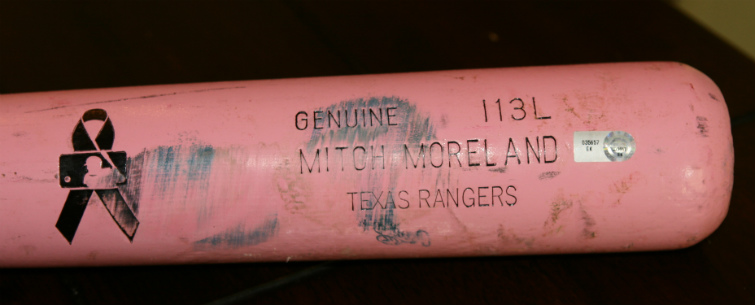 GENUINE I13L
MITCH MORELAND
TEXAS RANGERS